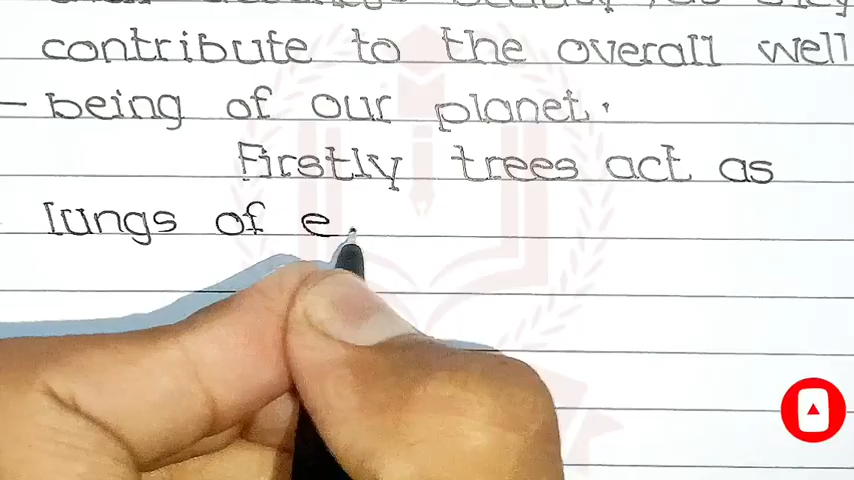 contribute to the overall well
- being of our planet.
Firstly trees act as
lungs of e